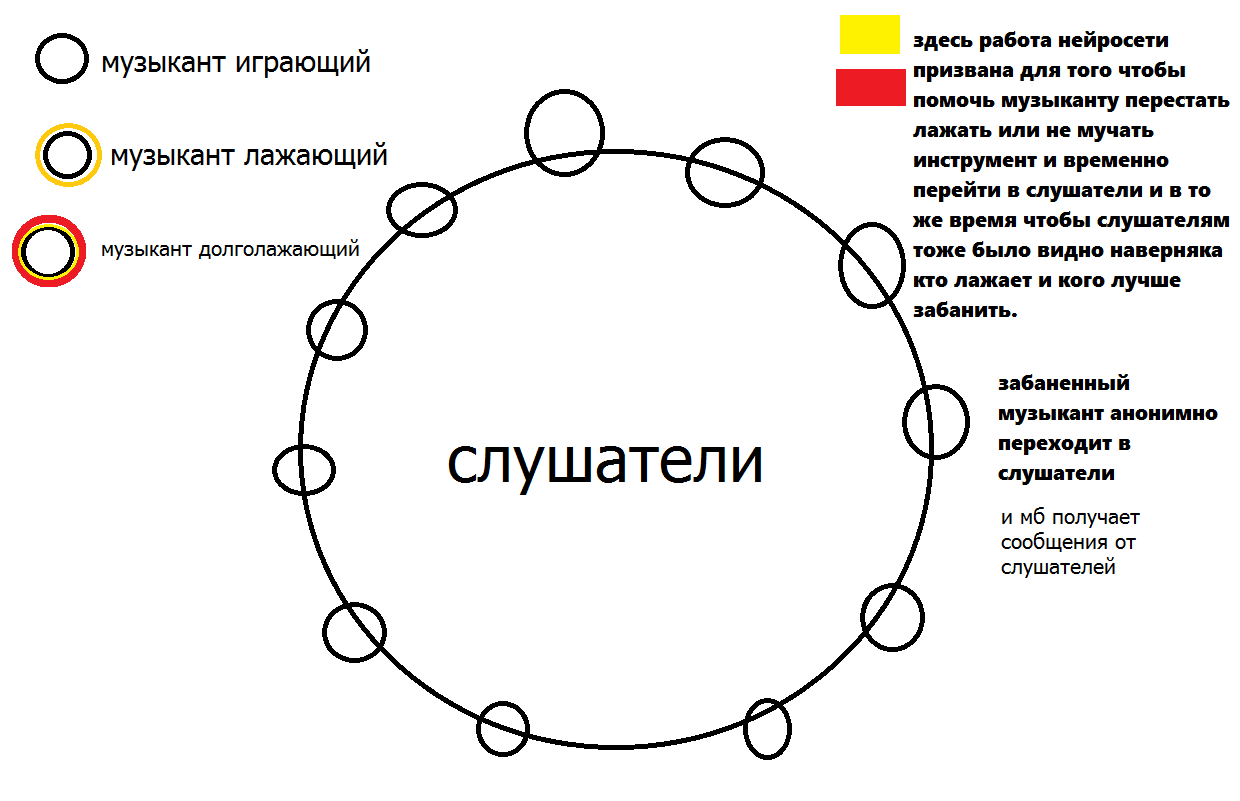 музыкант играющий
музыкант лажающий
музыкант долголажающий
здесь работа нейросети
призвана для того чтобы
помочь музыканту перестать
лажать или не мучать
инструмент и временно
перейти в слушатели и в то
же время чтобы слушателям
тоже было видно наверняка
кто лажает и кого лучше
забанить.
слушатели
забаненный
музыкант анонимно
переходит в
слушатели
и мб получает
сообщения от
слушателей